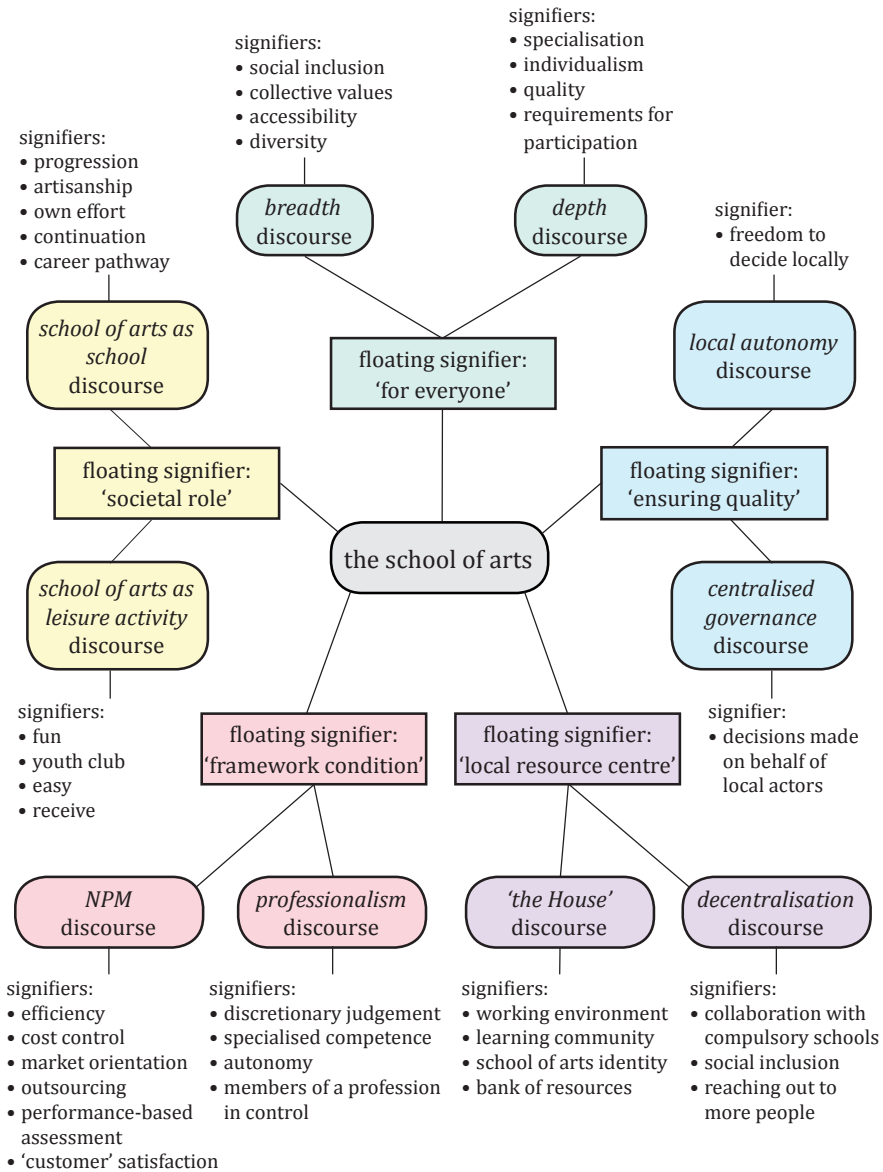 signifiers:
• social inclusion
• collective values
• accessibility
• diversity
signifiers:
• specialisation
• individualism
• quality
• requirements for
participation
signifiers:
• progression
• artisanship
• own effort
• continuation
• career pathway
breadth
discourse
depth
discourse
signifier:
• freedom to
decide locally
school of arts as
school
discourse
floating signifier:
‘for everyone’
local autonomy
discourse
floating signifier:
‘societal role’
floating signifier:
‘ensuring quality’
the school of arts
school of arts as
leisure activity
discourse
centralised
governance
discourse
signifiers:
• fun
• youth club
• easy
• receive
floating signifier:
‘framework condition’
floating signifier:
‘local resource centre’
signifier:
• decisions made
on behalf of
local actors
NPM
discourse
professionalism
discourse
‘the House’
discourse
decentralisation
discourse
signifiers:
• efficiency
• cost control
• market orientation
• outsourcing
• performance-based
assessment
• ‘customer’ satisfaction
signifiers:
• discretionary judgement
• specialised competence
• autonomy
• members of a profession
in control
signifiers:
• working environment
• learning community
• school of arts identity
• bank of resources
signifiers:
• collaboration with
compulsory schools
• social inclusion
• reaching out to
more people